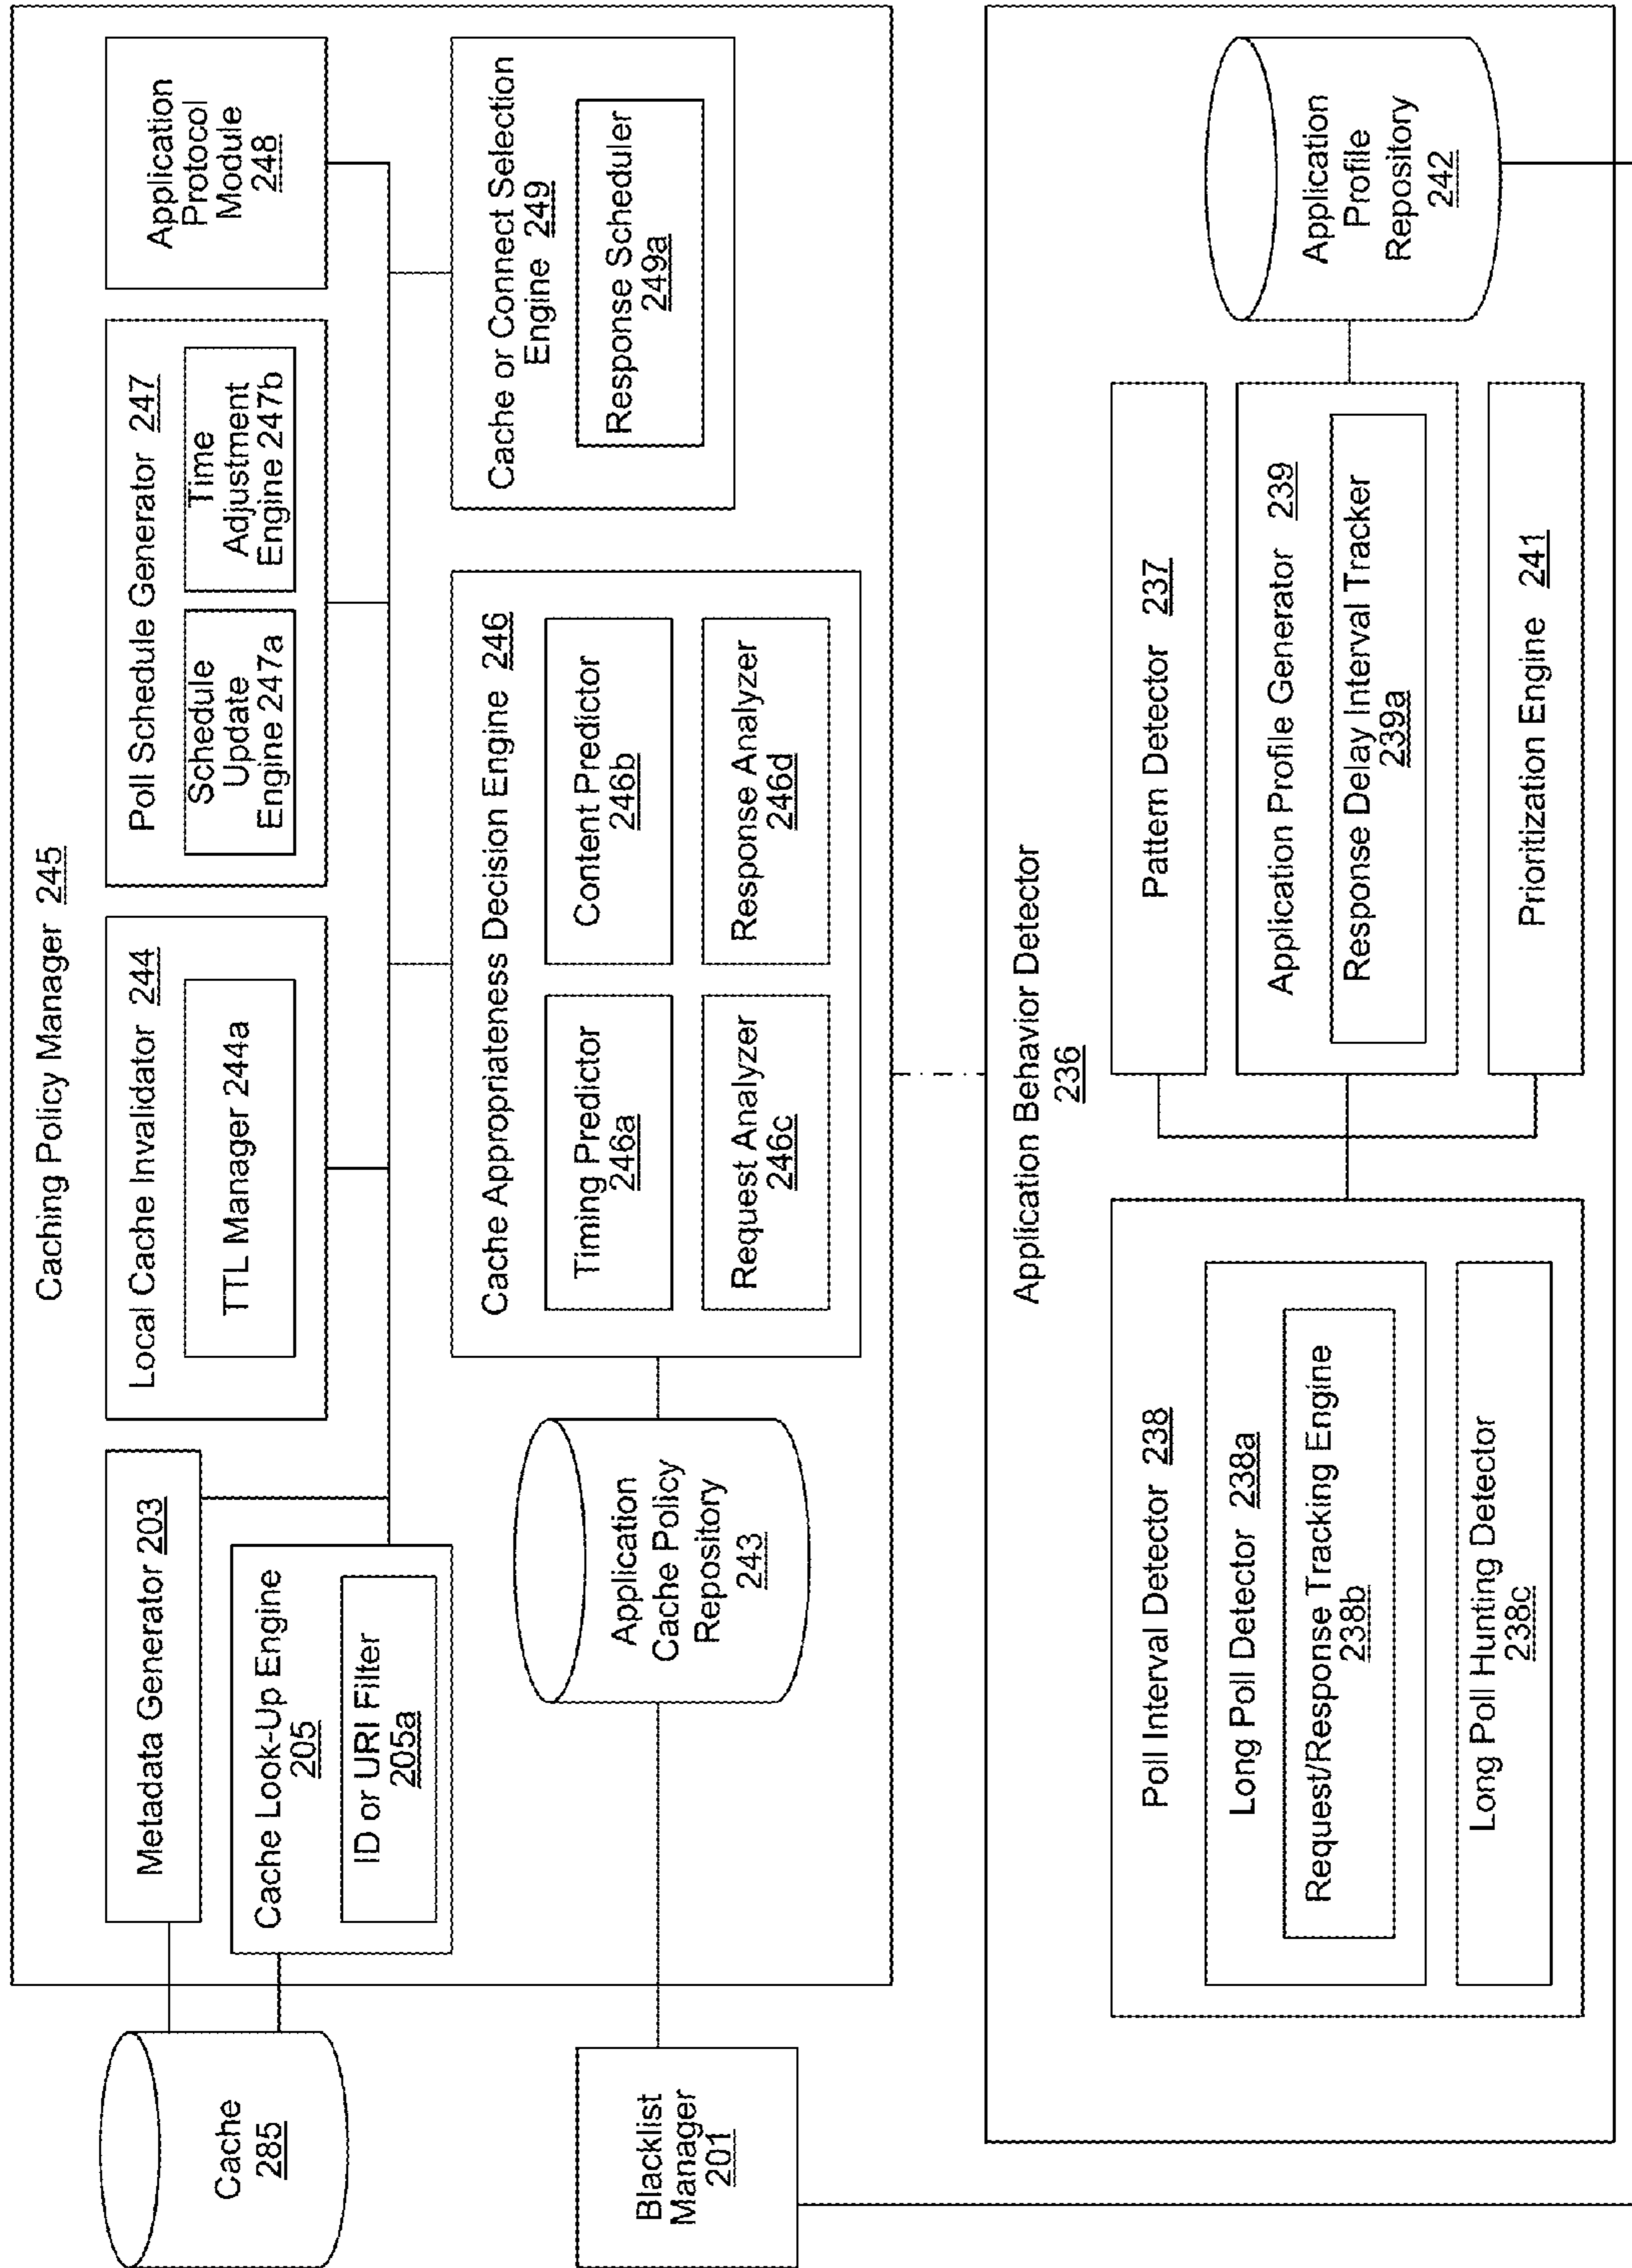 Caching Policy Manager 245
Cache
285
Metadata Generator 203
Cache Look-Up Engine
205
ID or URI Filter
205a
Local Cache Invalidator 244
TTL Manager 244a
Poll Schedule Generator 247
Schedule
Update
Engine 247a
Time
Adjustment
Engine 247b
Application
Protocol
Module
248
Blacklist
Manager
201
Application
Cache Policy
Repository
243
Cache Appropriateness Decision Engine 246
Timing Predictor
246a
Content Predictor
246b
Request Analyzer
246c
Response Analyzer
246d
Cache or Connect Selection
Engine 249
Response Scheduler
249a
Application Behavior Detector
236
Poll Interval Detector 238
Long Poll Detector 238a
Request/Response Tracking Engine
238b
Long Poll Hunting Detector
238c
Pattern Detector 237
Application Profile Generator 239
Response Delay Interval Tracker
239a
Prioritization Engine 241
Application
Profile
Repository
242